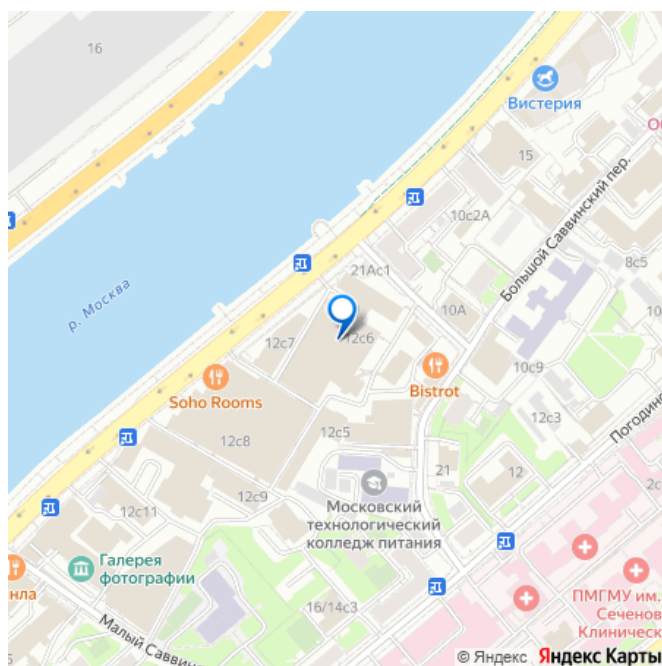 16
Вистерия
15
10с2А
Большой Саввинский пер.
8с5
21Ас1
р. Москва
10А
12с7
12с6
Soho Rooms
Bistrot
10с9
12с3
12с8
12с5
21
12
12с9
Московский
технологический
колледж питания
12с11
Галерея
фотографии
16/14с3
Малый Саввинский
ПМГМУ им.
Сеченов
Клиническ
© Яндекс Яндекс Карты